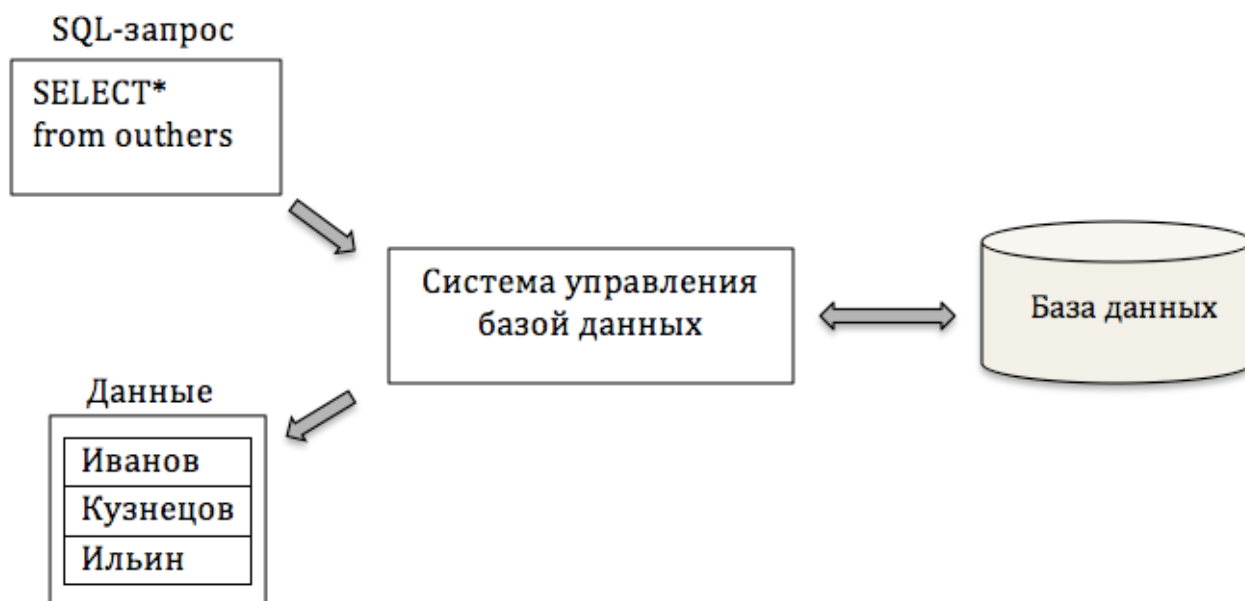 SQL-запрос
SELECT*
from outhers
Система управления
базой данных
База данных
Данные
Иванов
Кузнецов
Ильин